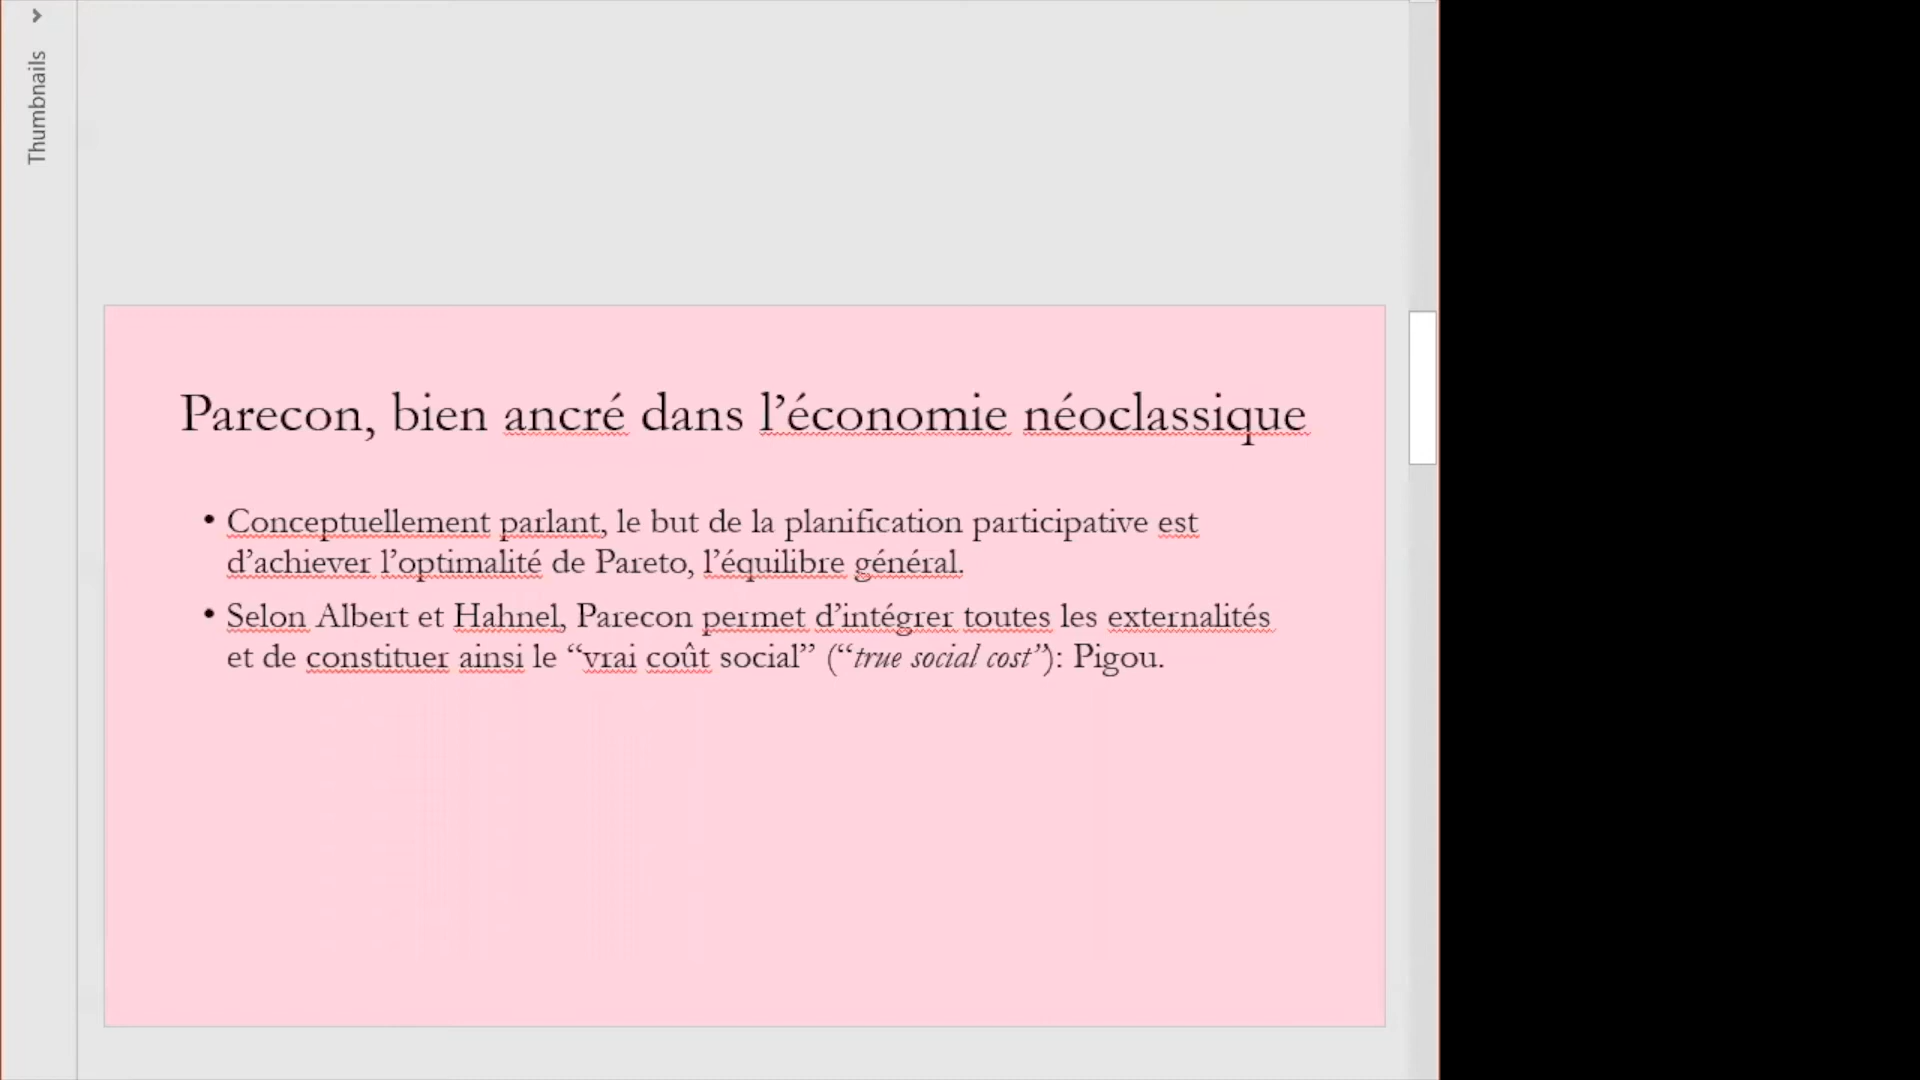 Thumbnails
Parecon, bien ancré dans l’économie néoclassique
• Conceptuellement parlant, le but de la planification participative est
d’achiever l’optimalité de Pareto, l’équilibre général.
• Selon Albert et Hahnel, Parecon permet d’intégrer toutes les externalités
et de constituer ainsi le “vrai coût social” (“true social cost”): Pigou.